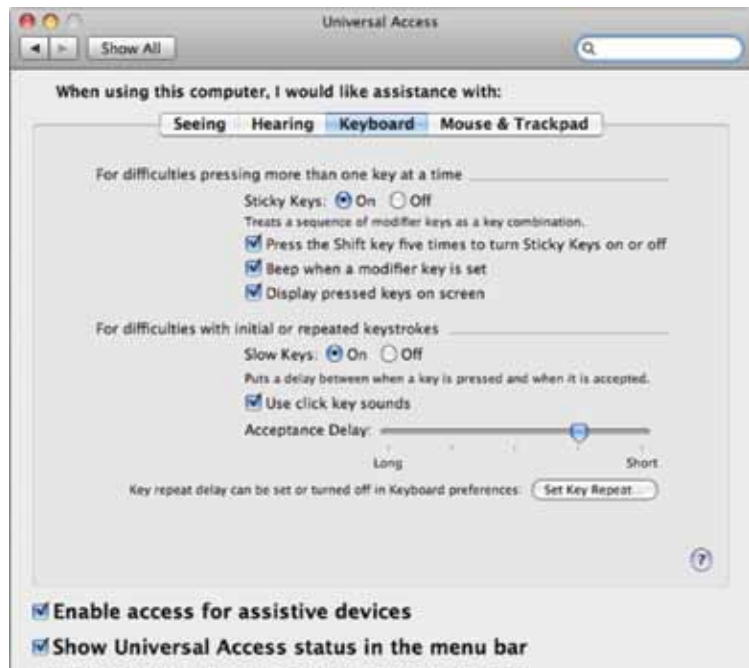 Universal Access
Show All
When using this computer, I would like assistance with:
Seeing Hearing Keyboard Mouse & Trackpad
For difficulties pressing more than one key at a time
Sticky Keys: On Off
Treats a sequence of modifier keys as a key combination.
Press the Shift key five times to turn Sticky Keys on or off
Beep when a modifier key is set
Display pressed keys on screen
For difficulties with initial or repeated keystrokes
Slow Keys: On Off
Puts a delay between when a key is pressed and when it is accepted.
Use click key sounds
Acceptance Delay:
Long Short
Key repeat delay can be set or turned off in Keyboard preferences: Set Key Repeat...
?
Enable access for assistive devices
Show Universal Access status in the menu bar